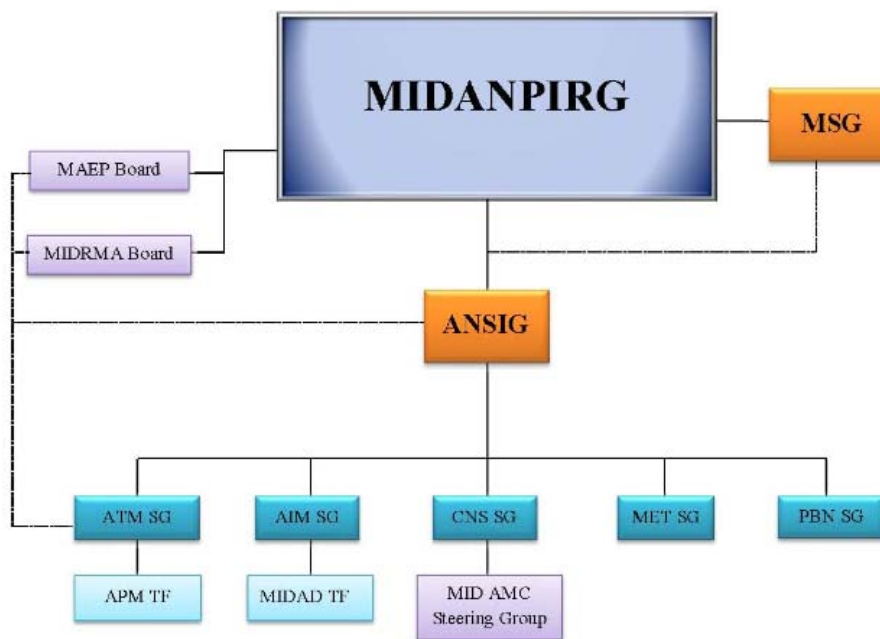 MIDANPIRG
MSG
MAEP Board
MIDRMA Board
ANSIG
ATM SG
AIM SG
CNS SG
MET SG
PBN SG
APM TF
MIDAD TF
MID AMC
Steering Group